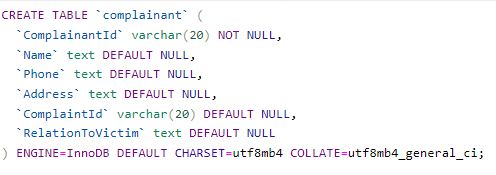 CREATE TABLE `complainant` (
`ComplainantId` varchar(20) NOT NULL,
`Name` text DEFAULT NULL,
`Phone` text DEFAULT NULL,
`Address` text DEFAULT NULL,
`ComplaintId` varchar(20) DEFAULT NULL,
`RelationToVictim` text DEFAULT NULL
) ENGINE=InnoDB DEFAULT CHARSET=utf8mb4 COLLATE=utf8mb4_general_ci;